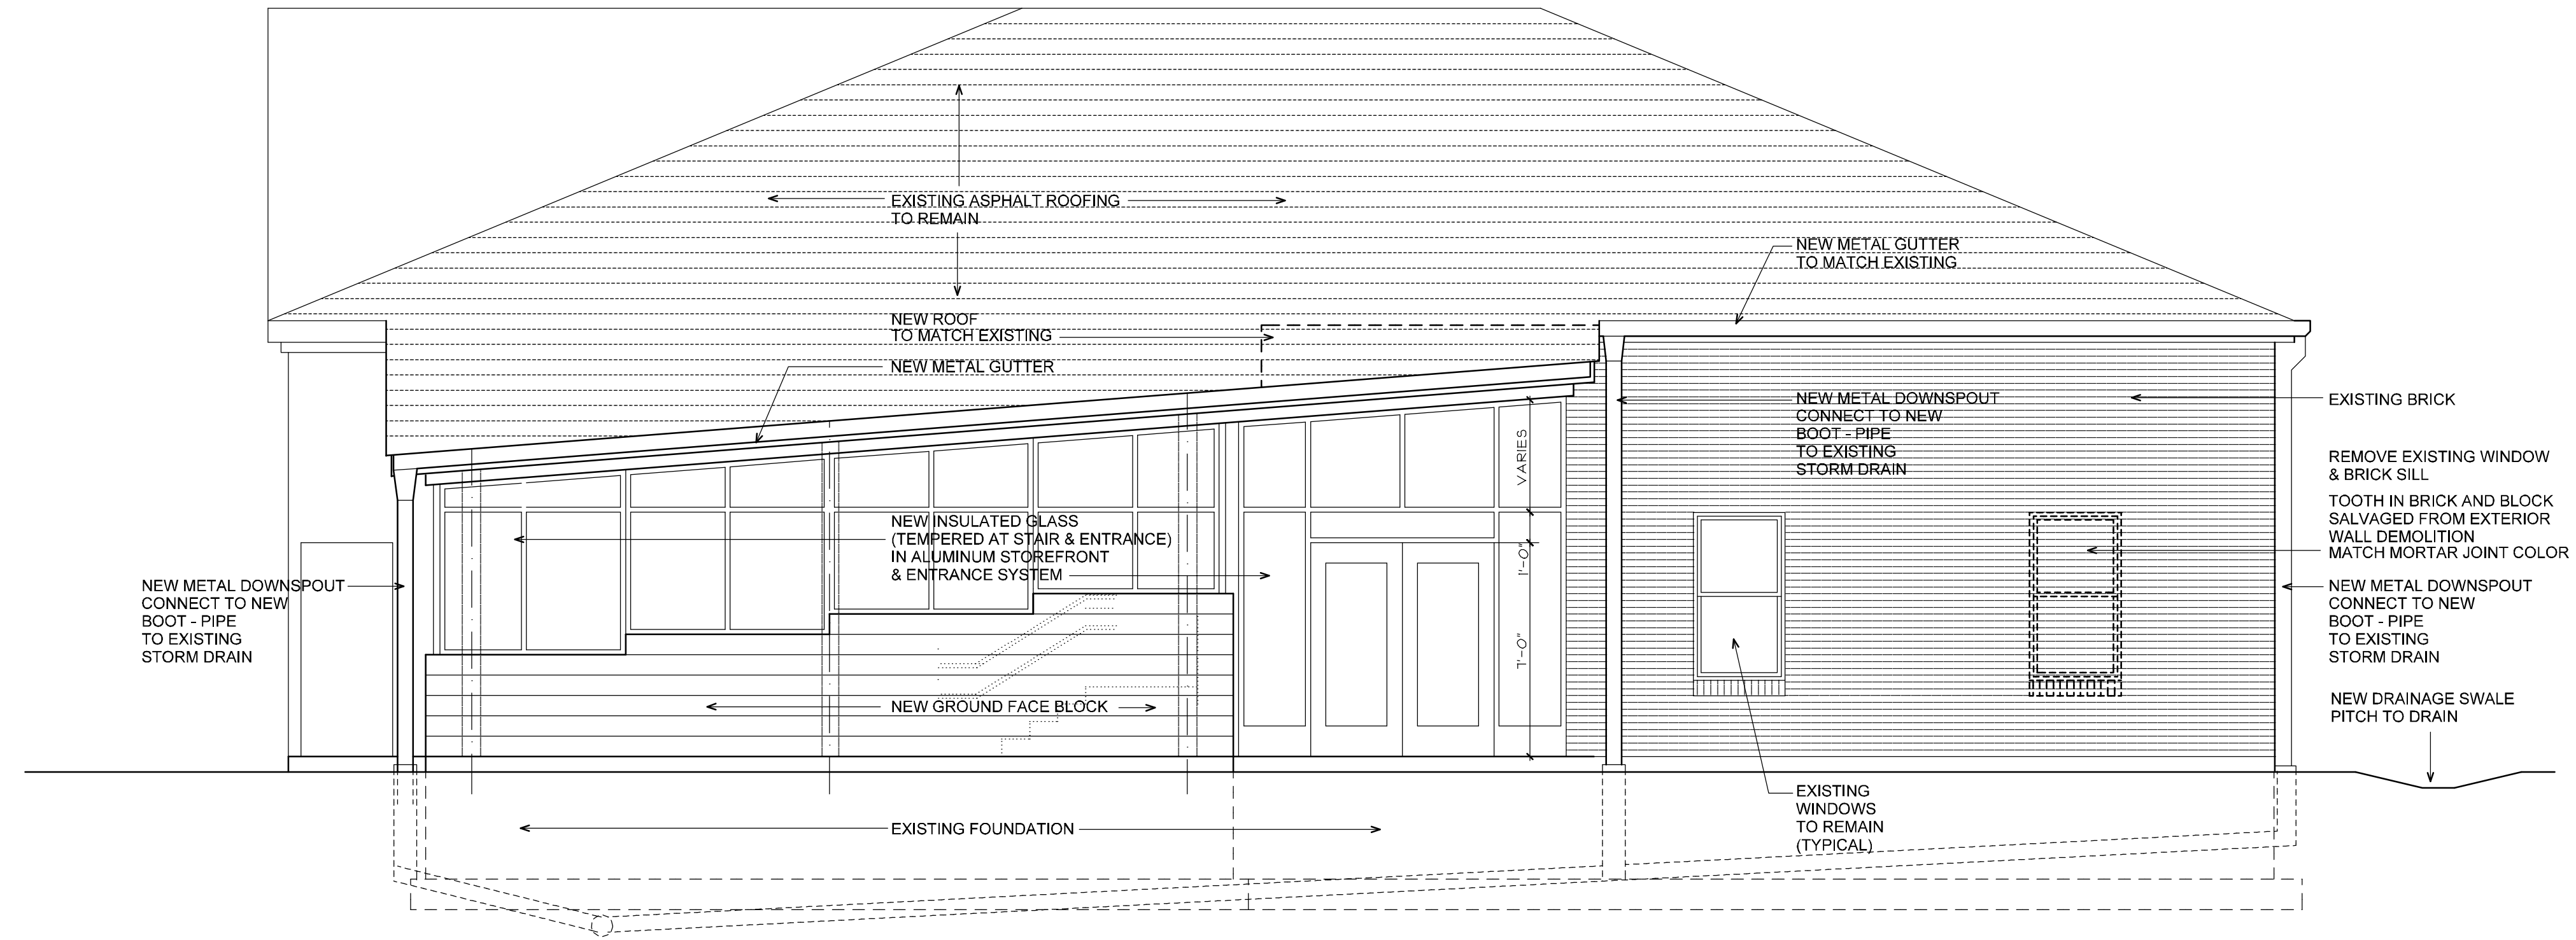 EXISTING ASPHALT ROOFING
TO REMAIN
NEW METAL GUTTER
TO MATCH EXISTING
NEW ROOF
TO MATCH EXISTING
NEW METAL GUTTER
NEW METAL DOWNSPOUT
CONNECT TO NEW
BOOT - PIPE
TO EXISTING
STORM DRAIN
EXISTING BRICK
VARIES
REMOVE EXISTING WINDOW
& BRICK SILL
TOOTH IN BRICK AND BLOCK
SALVAGED FROM EXTERIOR
WALL DEMOLITION
MATCH MORTAR JOINT COLOR
NEW INSULATED GLASS
(TEMPERED AT STAIR & ENTRANCE)
IN ALUMINUM STOREFRONT
& ENTRANCE SYSTEM
1'-0"
NEW METAL DOWNSPOUT
CONNECT TO NEW
BOOT - PIPE
TO EXISTING
STORM DRAIN
NEW METAL DOWNSPOUT
CONNECT TO NEW
BOOT - PIPE
TO EXISTING
STORM DRAIN
7'-0"
NEW GROUND FACE BLOCK
NEW DRAINAGE SWALE
PITCH TO DRAIN
EXISTING
WINDOWS
TO REMAIN
(TYPICAL)
EXISTING FOUNDATION